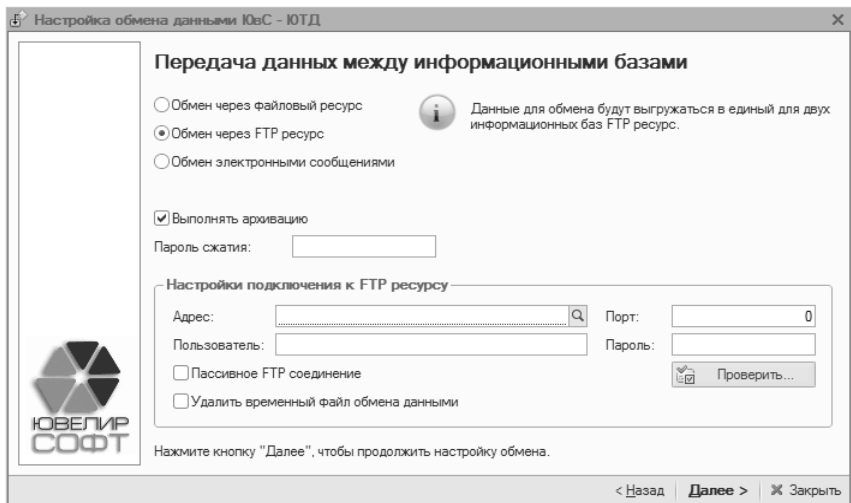 Настройка обмена данными ЮвС - ЮТД
Передача данных между информационными базами
Обмен через файловый ресурс
Обмен через FTP ресурс
Обмен электронными сообщениями
Данные для обмена будут выгружаться в единый для двух
информационных баз FTP ресурс.
Выполнять архивацию
Пароль сжатия:
Настройки подключения к FTP ресурсу
Адрес:
Порт: 0
Пользователь:
Пароль:
Пассивное FTP соединение
Проверить...
Удалить временный файл обмена данными
ЮВЕЛИР
СОФТ
Нажмите кнопку "Далее", чтобы продолжить настройку обмена.
< Назад Далее > Закрыть